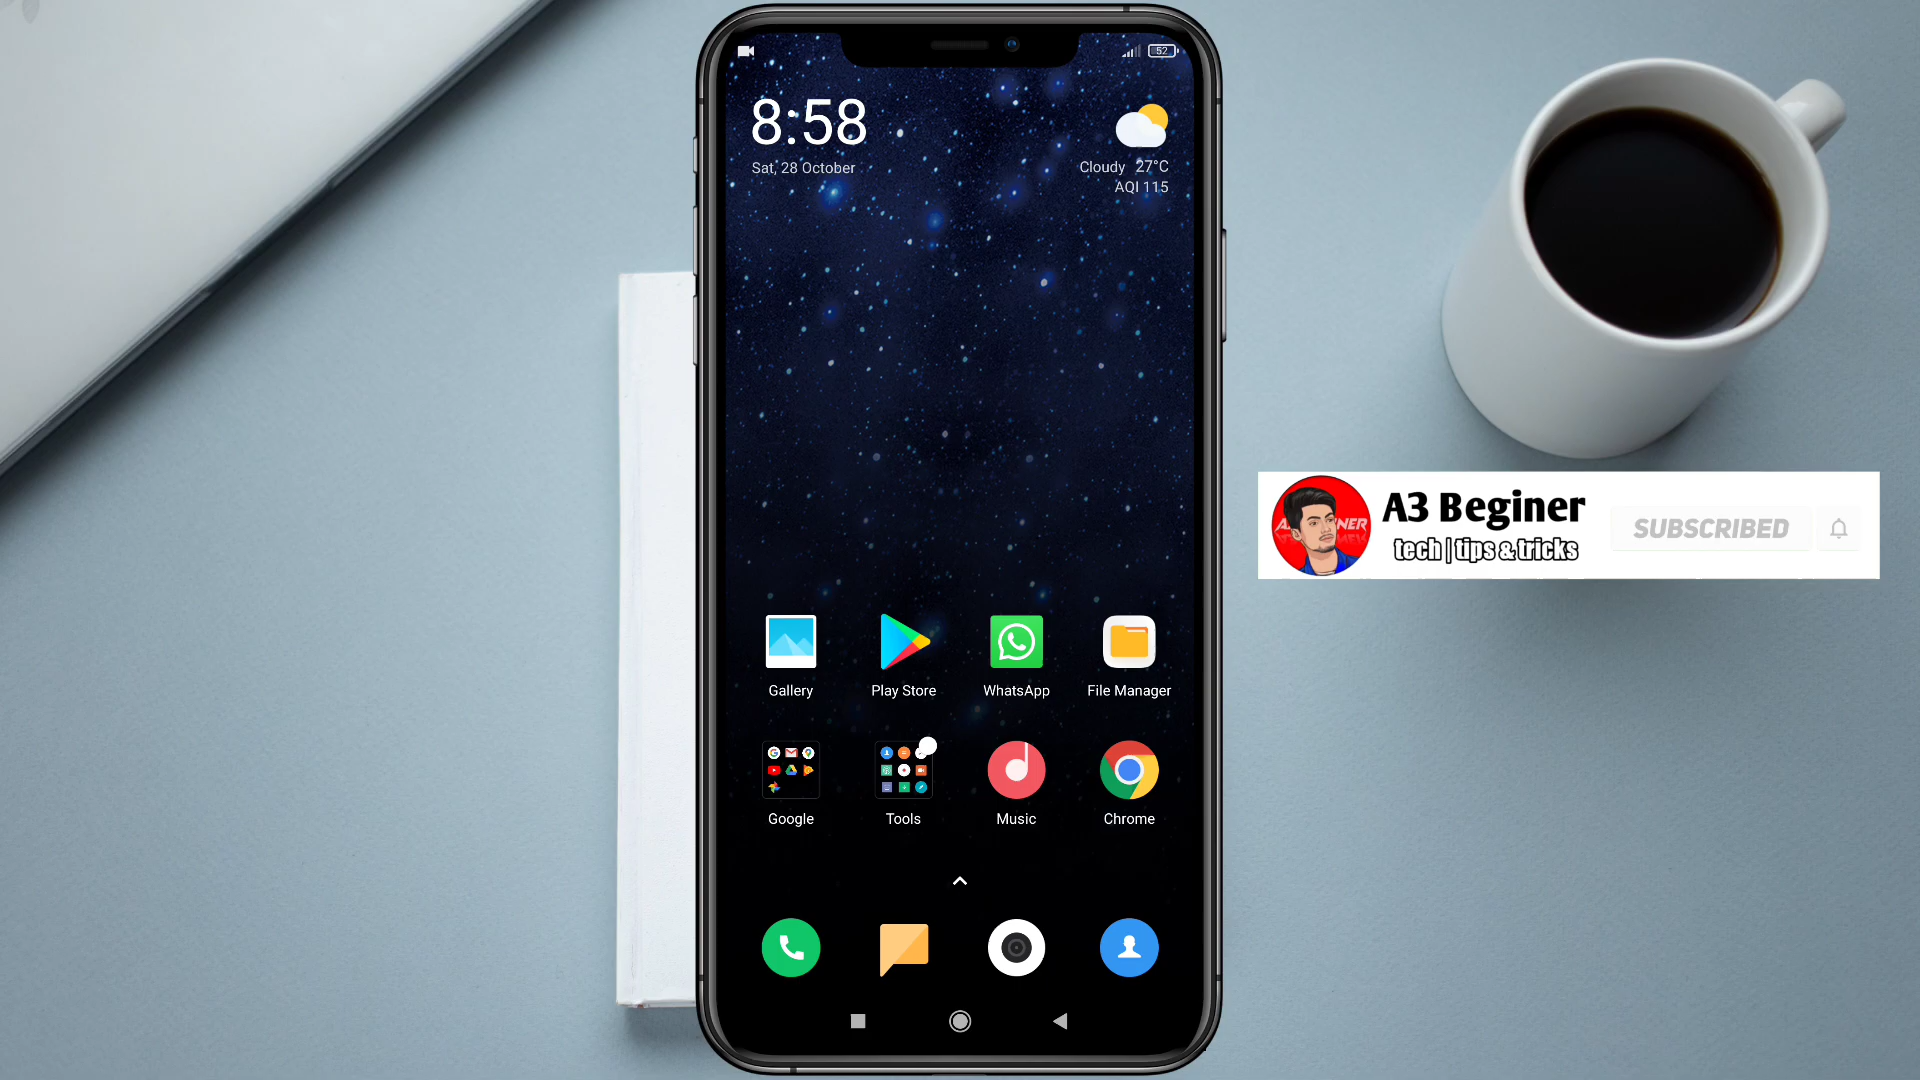 52
8:58
Sat, 28 October
Cloudy 27°C
AQI 115
A3 Beginer
tech | tips & tricks
SUBSCRIBED
Gallery
Play Store
WhatsApp
File Manager
Google
Tools
Music
Chrome